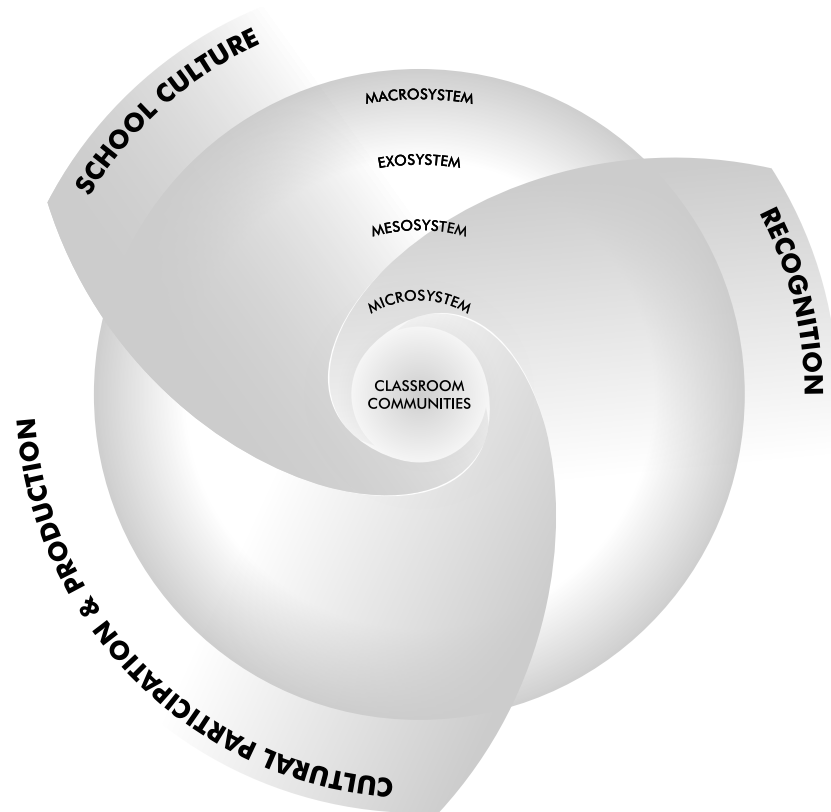 SCHOOL CULTURE
MACROSYSTEM
EXOSYSTEM
MESOSYSTEM
MICROSYSTEM
CLASSROOM
COMMUNITIES
RECOGNITION
CULTURAL PARTICIPATION & PRODUCTION